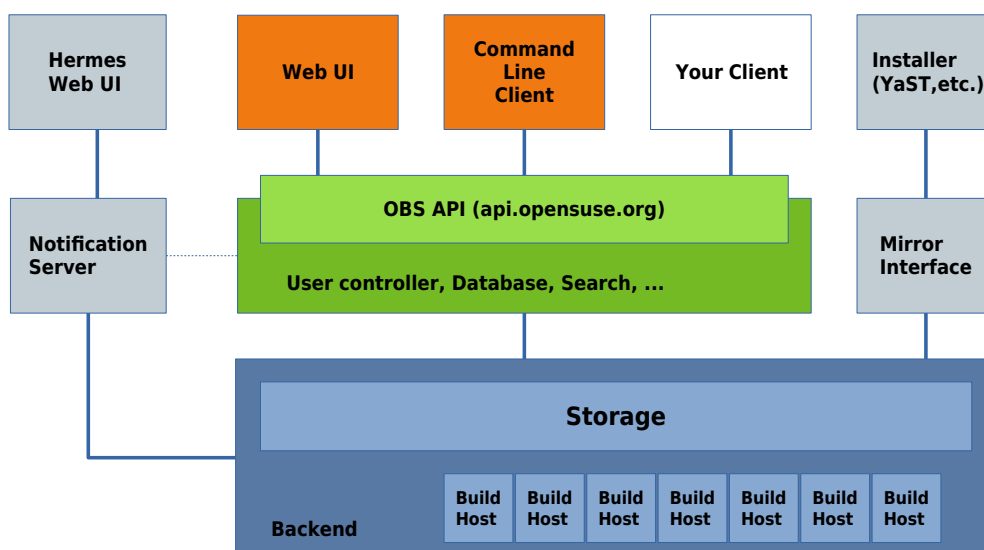 Hermes
Web UI
Web UI
Command
Line
Client
Your Client
Installer
(YaST,etc.)
OBS API (api.opensuse.org)
Notification
Server
User controller, Database, Search, ...
Mirror
Interface
Storage
Build
Host
Build
Host
Build
Host
Build
Host
Build
Host
Build
Host
Build
Host
Backend